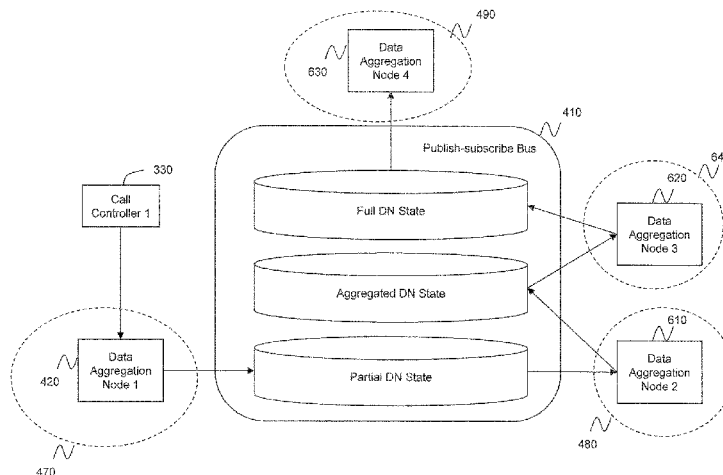 490
Data
Aggregation
Node 4
630
410
Publish-subscribe Bus
330
Call
Controller 1
Full DN State
620
Data
Aggregation
Node 3
Aggregated DN State
610
Data
Aggregation
Node 2
420
Data
Aggregation
Node 1
Partial DN State
480
470